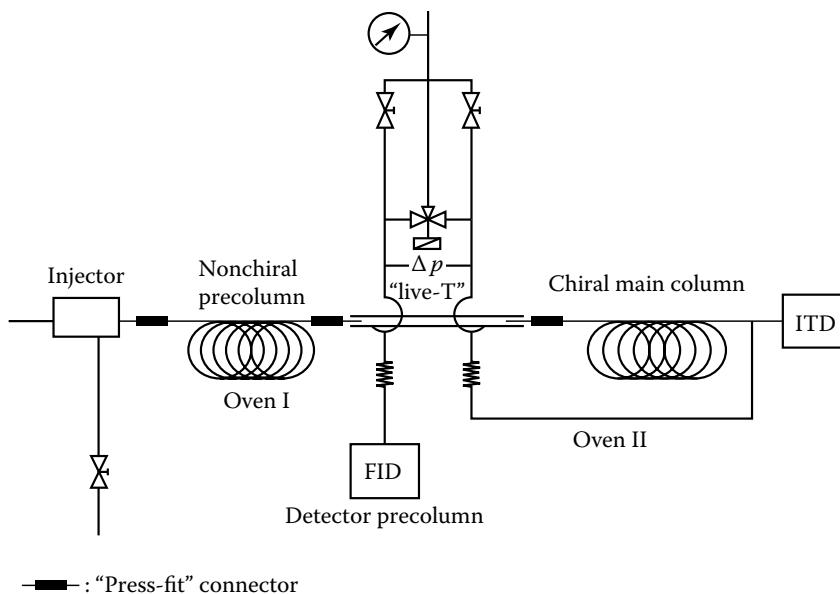 Δp
“live-T”
Injector
Nonchiral
precolumn
Chiral main column
ITD
Oven I
Oven II
FID
Detector precolumn
: “Press-fit” connector